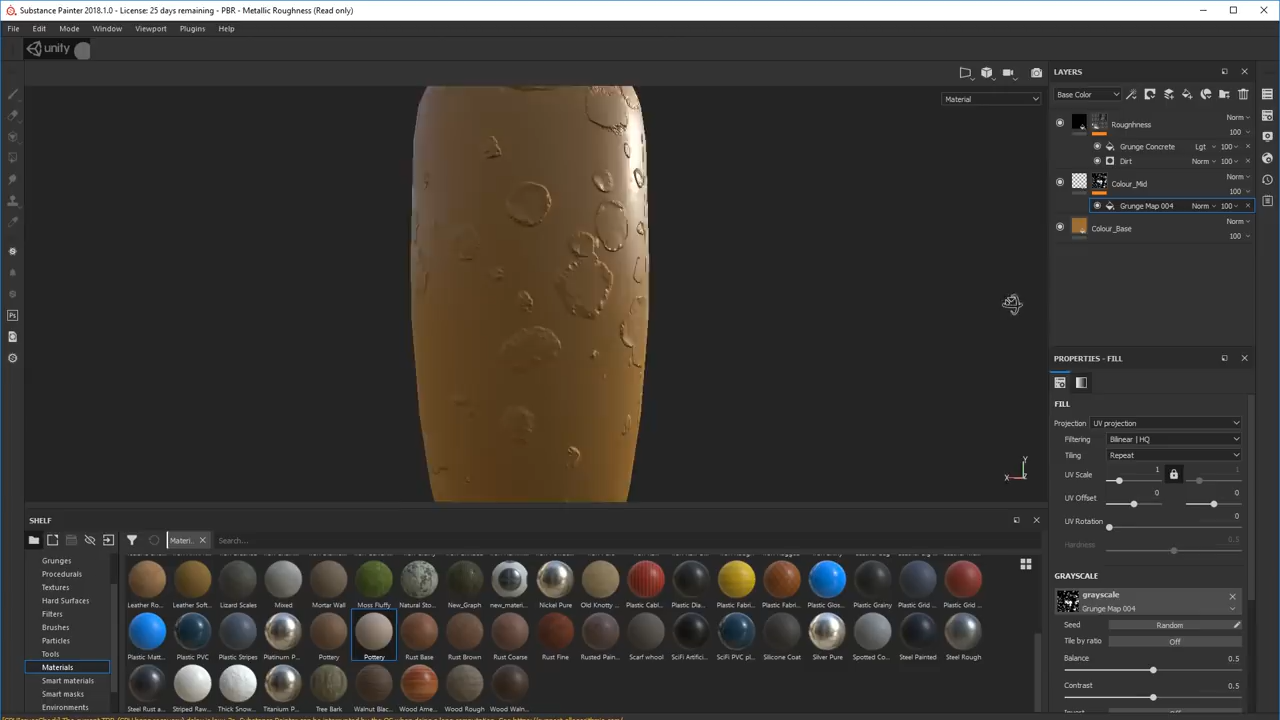 Substance Painter 2018.1.0 - License: 25 days remaining - PBR - Metallic Roughness (Read only)
File Edit Mode Window Viewport Plugins Help
unity
LAYERS
Material
Base Color
Norm
Roughhness
100
Grunge Concrete Lgt 100
Dirt Norm 100
Norm
Colour_Mid
100
Grunge Map 004 Norm 100
Norm
Colour_Base
100
Y
X Z
PROPERTIES - FILL
FILL
Projection UV projection
Filtering Bilinear | HQ
Tiling Repeat
UV Scale 1 1
UV Offset 0 0
UV Rotation 0
Hardness 0.5
GRAYSCALE
grayscale
Grunge Map 004
Seed Random
Tile by ratio Off
Balance 0.5
Contrast 0.5
Invert Off
SHELF
Materi...
Search...
Grunges
Procedurals
Textures
Hard Surfaces
Filters
Brushes
Particles
Tools
Materials
Smart materials
Smart masks
Environments
Leather Ro... Leather Soft... Lizard Scales Mixed Mortar Wall Moss Fluffy Natural Sto... New_Graph new_materi... Nickel Pure Old Knotty ... Plastic Cabl... Plastic Dia... Plastic Fabri... Plastic Fabri... Plastic Glos... Plastic Grainy Plastic Grid ... Plastic Grid ...
Plastic Matt... Plastic PVC Plastic Stripes Platinum P... Pottery Pottery Rust Base Rust Brown Rust Coarse Rust Fine Rusted Pain... Scarf wool SciFi Artifici... SciFi PVC pl... Silicone Coat Silver Pure Spotted Co... Steel Painted Steel Rough
Steel Rust a... Striped Raw... Thick Snow... Titanium P... Tree Bark Walnut Blac... Wood Ame... Wood Rough Wood Waln...